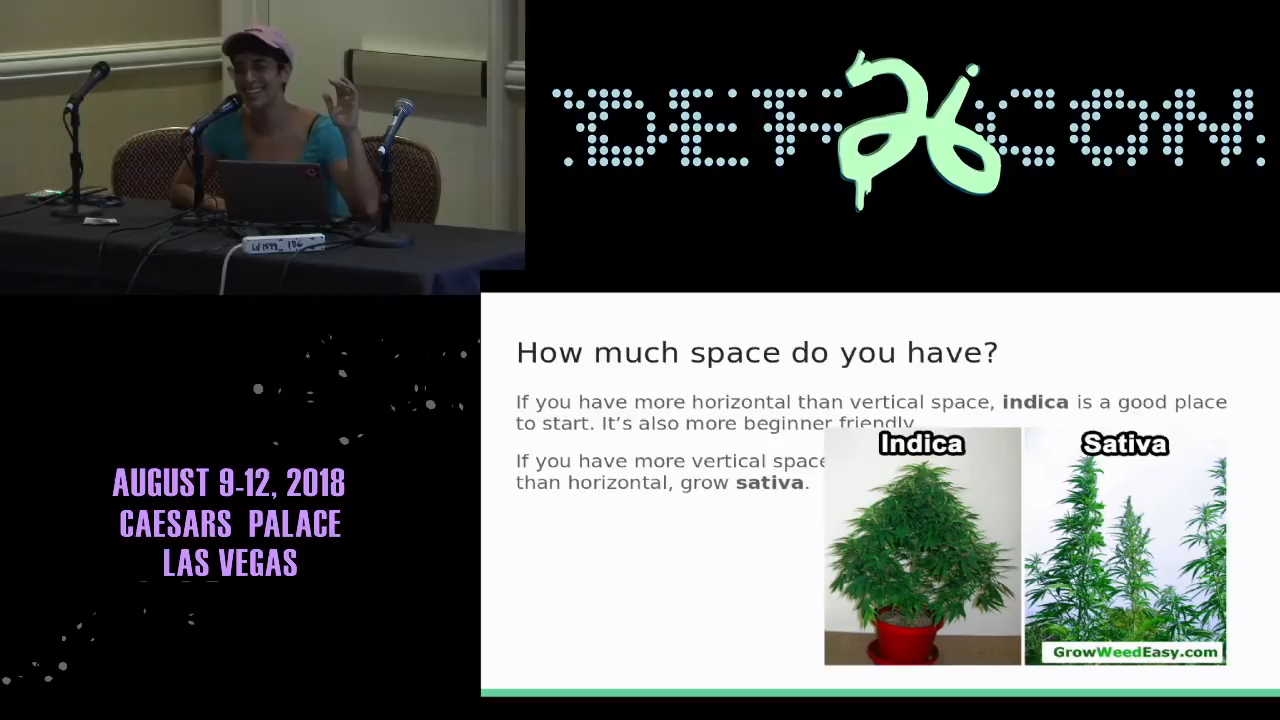 DEF 26 CON
How much space do you have?
If you have more horizontal than vertical space, indica is a good place
to start. It's also more beginner friendly
If you have more vertical space
than horizontal, grow sativa.
Indica
Sativa
GrowWeedEasy.com
AUGUST 9-12, 2018
CAESARS PALACE
LAS VEGAS